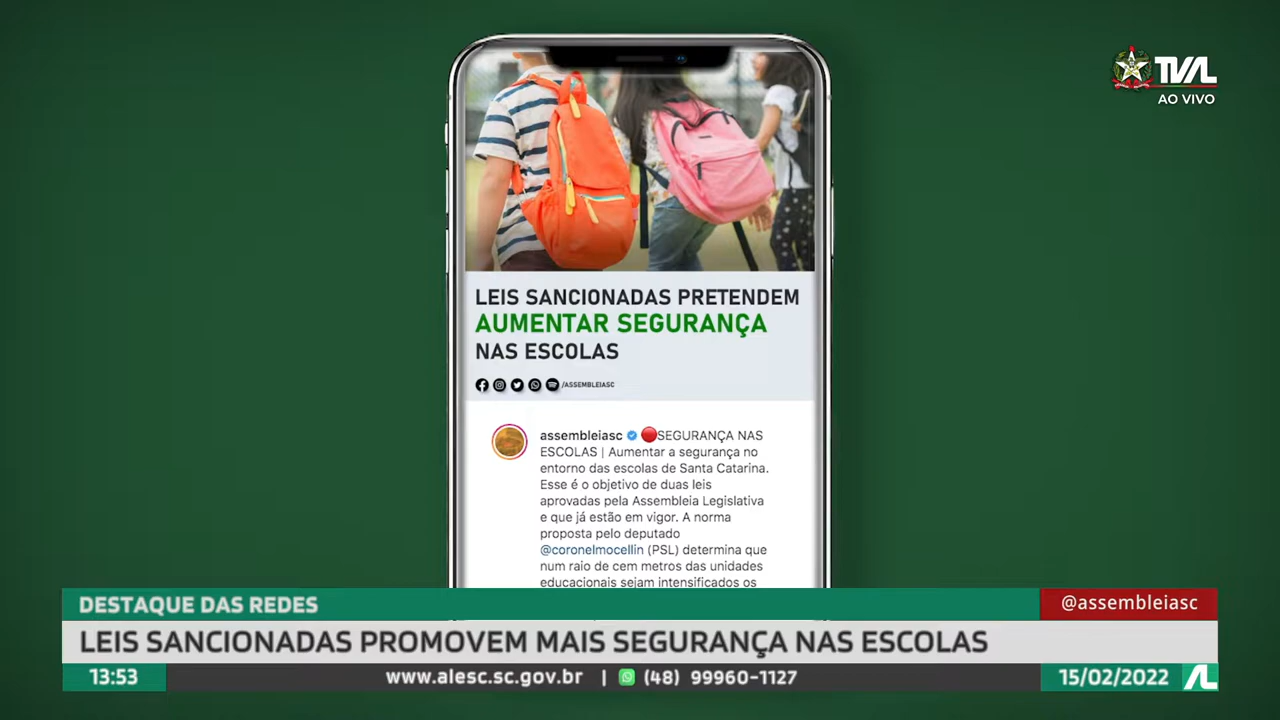 TVAL
AO VIVO
LEIS SANCIONADAS PRETENDEM
AUMENTAR SEGURANÇA
NAS ESCOLAS
/ASSEMBLEIASC
assembleiasc 🔴SEGURANÇA NAS
ESCOLAS | Aumentar a segurança no
entorno das escolas de Santa Catarina.
Esse é o objetivo de duas leis
aprovadas pela Assembleia Legislativa
e que já estão em vigor. A norma
proposta pelo deputado
@coronelmocellin (PSL) determina que
num raio de cem metros das unidades
educacionais sejam intensificados os
DESTAQUE DAS REDES
@assembleiasc
LEIS SANCIONADAS PROMOVEM MAIS SEGURANÇA NAS ESCOLAS
13:53
www.alesc.sc.gov.br | (48) 99960-1127
15/02/2022